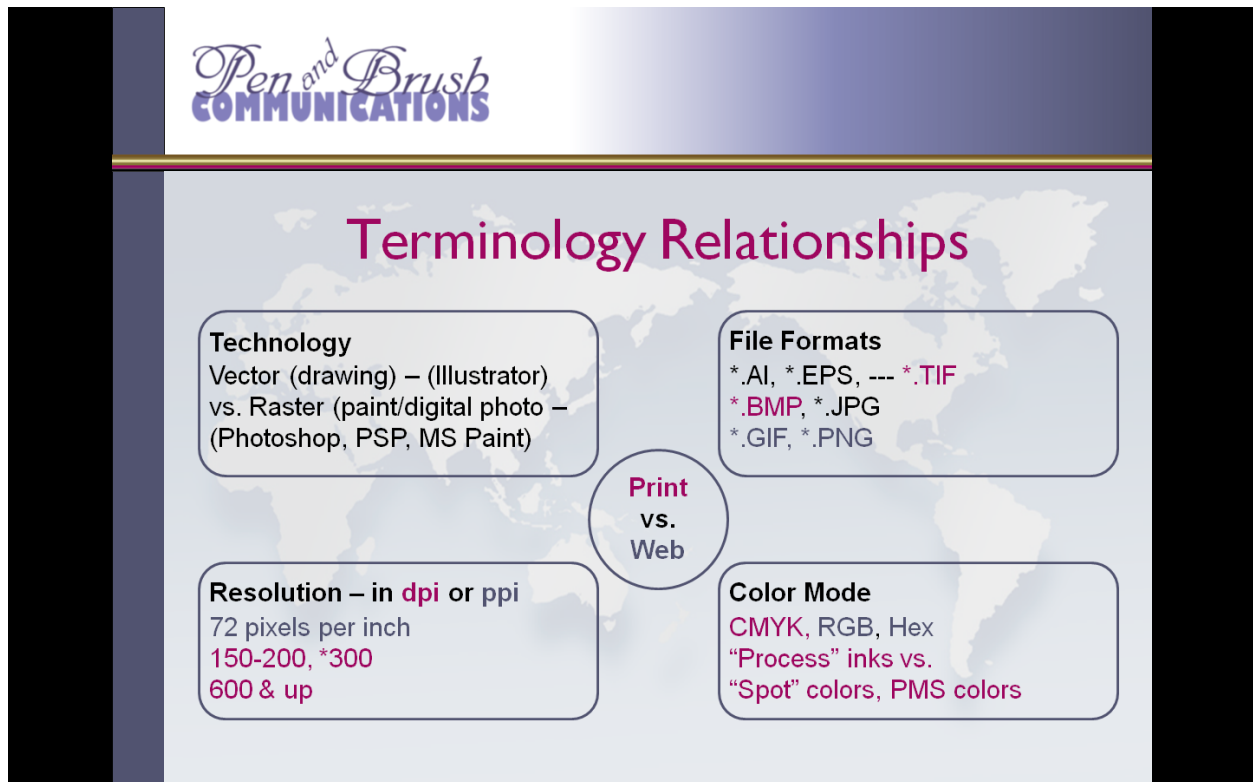 Pen and Brush
COMMUNICATIONS
Terminology Relationships
Technology
Vector (drawing) – (Illustrator)
vs. Raster (paint/digital photo –
(Photoshop, PSP, MS Paint)
File Formats
*.AI, *.EPS, --- *.TIF
*.BMP, *.JPG
*.GIF, *.PNG
Print
vs.
Web
Resolution – in dpi or ppi
72 pixels per inch
150-200, *300
600 & up
Color Mode
CMYK, RGB, Hex
“Process” inks vs.
“Spot” colors, PMS colors